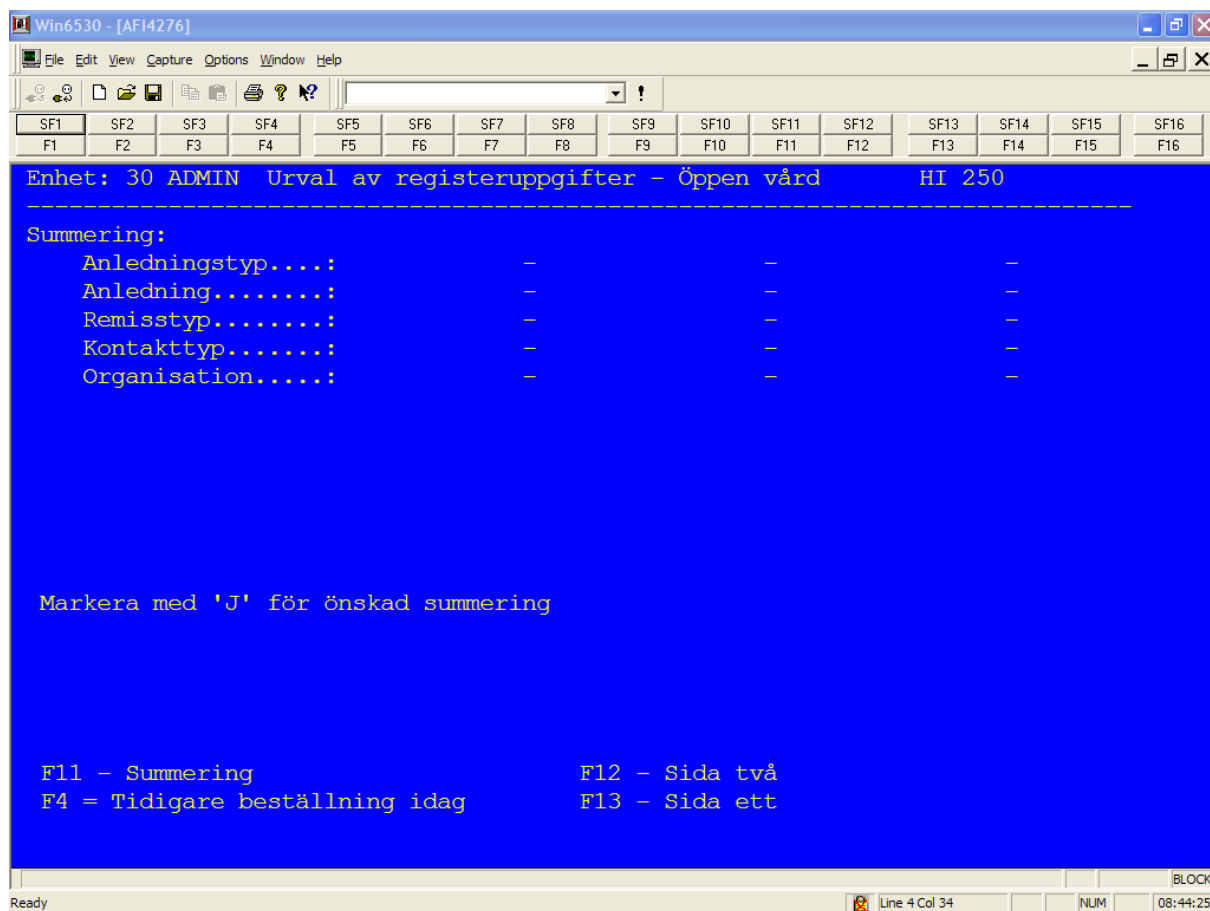 Win6530 - [AFI4276]
File Edit View Capture Options Window Help
SF1 SF2 SF3 SF4 SF5 SF6 SF7 SF8 SF9 SF10 SF11 SF12 SF13 SF14 SF15 SF16
F1 F2 F3 F4 F5 F6 F7 F8 F9 F10 F11 F12 F13 F14 F15 F16
Enhet: 30 ADMIN Urval av registeruppgifter - Öppen vård HI 250
-------------------------------------------------------------------------------
Summering:
Anledningstyp....: - - -
Anledning........: - - -
Remisstyp........: - - -
Kontakttyp.......: - - -
Organisation.....: - - -
Markera med 'J' för önskad summering
F11 - Summering F12 - Sida två
F4 = Tidigare beställning idag F13 - Sida ett
BLOCK
Ready Line 4 Col 34 NUM 08:44:25